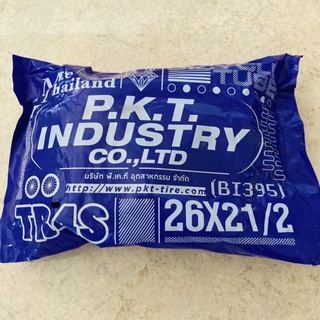 Me
Thailand
TUBE
P.K.T.
INDUSTRY
CO.,LTD
บริษัท พี.เค.ที อุตสาหกรรม จำกัด
http://www.pkt-tire.com
(BI395)
TR4S
26X21/2